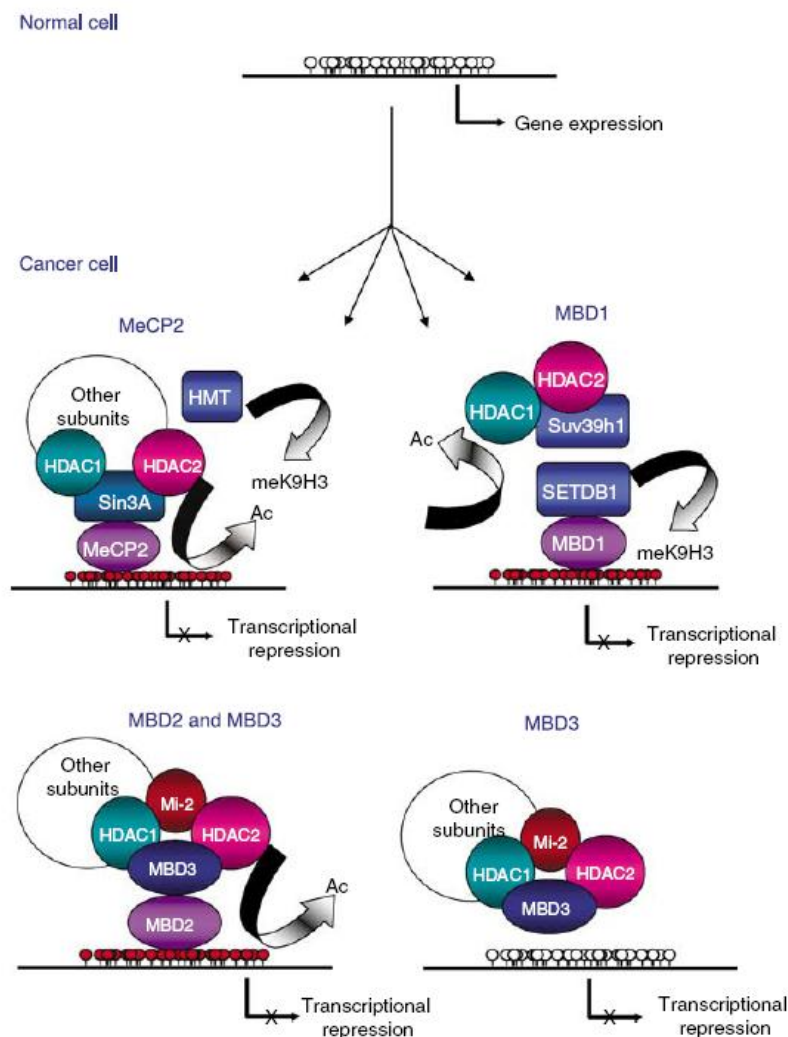 Normal cell
Gene expression
Cancer cell
MeCP2
Other
subunits
HMT
HDAC1
HDAC2
Sin3A
MeCP2
meK9H3
Ac
X
Transcriptional
repression
MBD1
HDAC2
HDAC1
Suv39h1
Ac
SETDB1
MBD1
meK9H3
X
Transcriptional
repression
MBD2 and MBD3
Other
subunits
Mi-2
HDAC1
HDAC2
MBD3
MBD2
Ac
X
Transcriptional
repression
MBD3
Other
subunits
Mi-2
HDAC1
HDAC2
MBD3
X
Transcriptional
repression